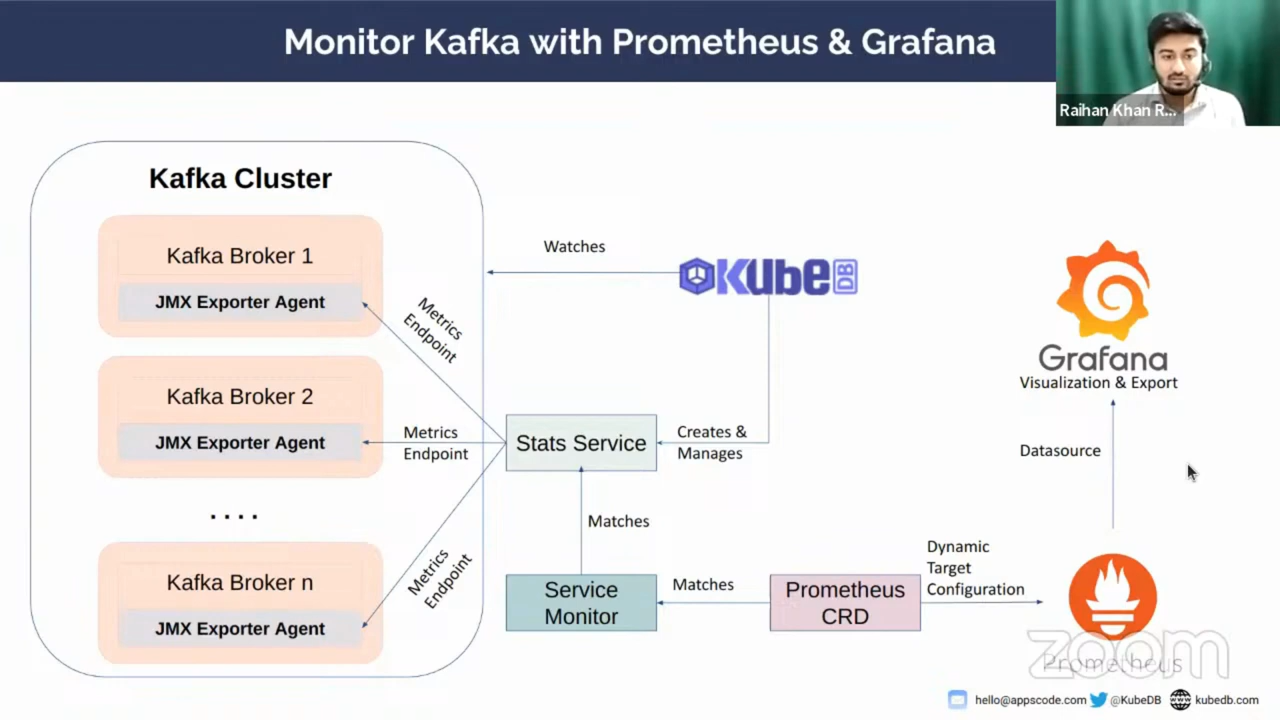 Monitor Kafka with Prometheus & Grafana
Raihan Khan R...
Kafka Cluster
Kafka Broker 1
JMX Exporter Agent
Kafka Broker 2
JMX Exporter Agent
. . . .
Kafka Broker n
JMX Exporter Agent
Metrics
Endpoint
Metrics
Endpoint
Metrics
Endpoint
Watches
KubeDB
Creates &
Manages
Stats Service
Matches
Service
Monitor
Matches
Prometheus
CRD
Dynamic
Target
Configuration
Grafana
Visualization & Export
Datasource
Prometheus
zoom
hello@appscode.com @KubeDB kubedb.com